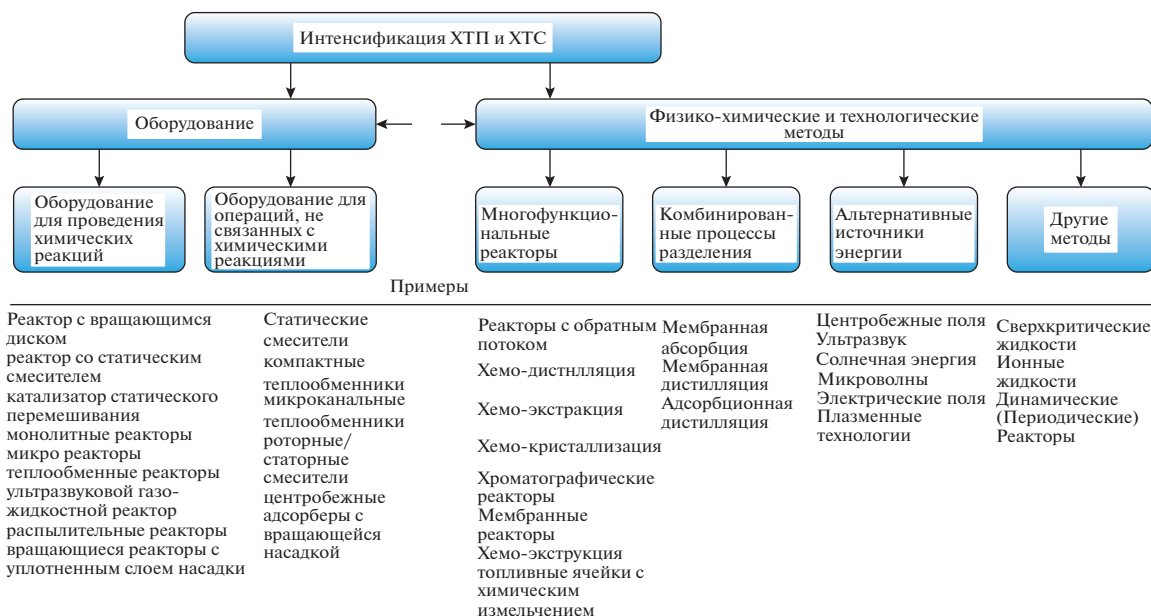 Интенсификация ХТП и ХТС
Оборудование
Физико-химические и технологические
методы
Оборудование
для проведения
химических
реакций
Оборудование для
операций, не
связанных с
химическими
реакциями
Многофункцио-
нальные
реакторы
Комбинирован-
ные процессы
разделения
Альтернативные
источники
энергии
Другие
методы
Примеры
Реактор с вращающимся
диском
реактор со статическим
смесителем
катализатор статического
перемешивания
монолитные реакторы
микро реакторы
теплообменные реакторы
ультразвуковой газо-
жидкостной реактор
распылительные реакторы
вращающиеся реакторы с
уплотненным слоем насадки
Статические
смесители
компактные
теплообменники
микроканальные
теплообменники
роторные/
статорные
смесители
центробежные
адсорберы с
вращающейся
насадкой
Реакторы с обратным
потоком
Хемо-дистнлляция
Хемо-экстракция
Хемо-кристаллизация
Хроматографические
реакторы
Мембранные
реакторы
Хемо-экструкция
топливные ячейки с
химическим
измельчением
Мембранная
абсорбция
Мембранная
дистилляция
Адсорбционная
дистилляция
Центробежные поля
Ультразвук
Солнечная энергия
Микроволны
Электрические поля
Плазменные
технологии
Сверхкритические
жидкости
Ионные
жидкости
Динамические
(Периодические)
Реакторы